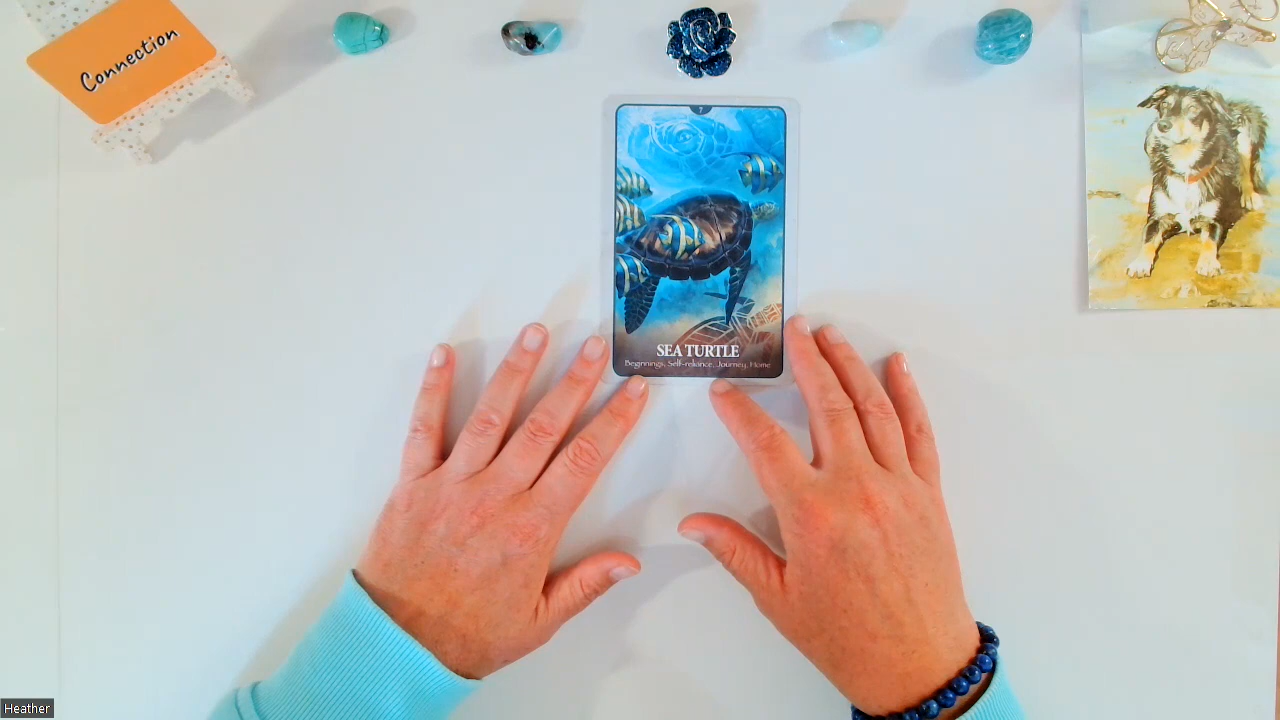 Connection
SEA TURTLE
Beginnings, Self-reliance, Journey, Home
Heather